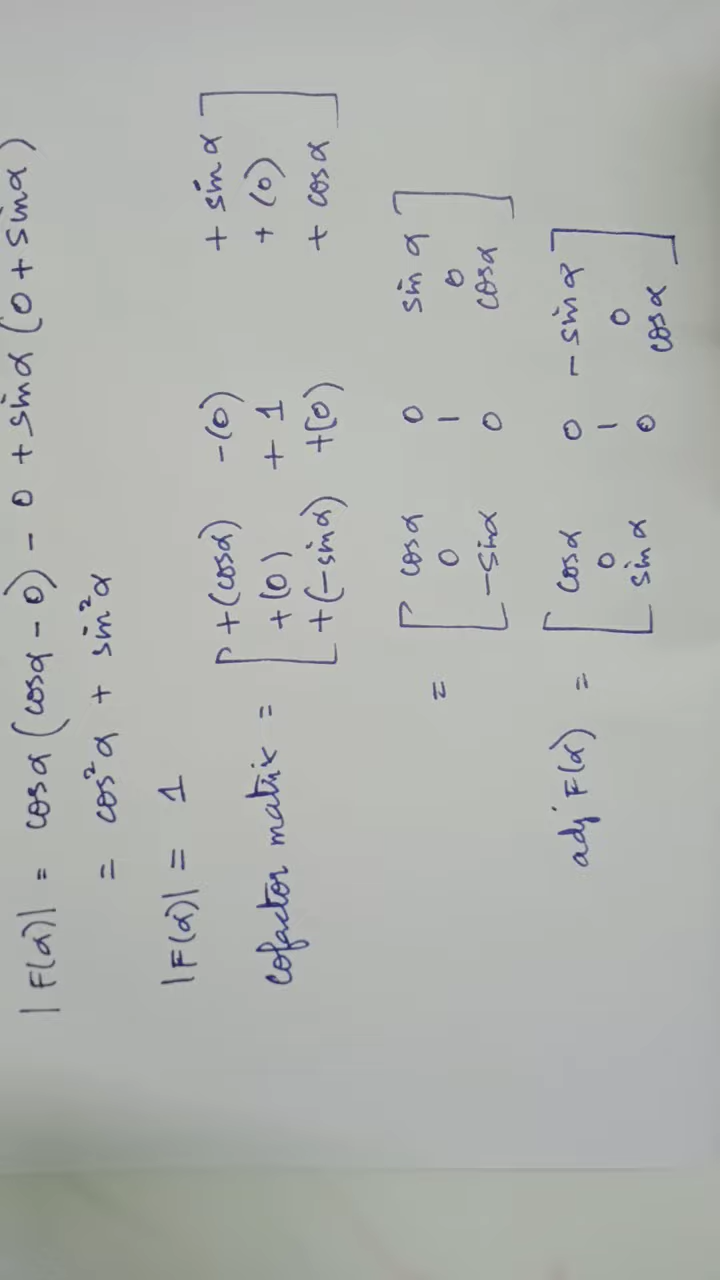 |F(α)| = cosα(cosα - 0) - 0 + sinα(0 + sinα)
= cos²α + sin²α
|F(α)| = 1
cofactor matrix = [ +(cosα) -(0) + sinα
+(0) + 1 + (0)
+(-sinα) +(0) + cosα ]
= [ cosα 0 sinα
0 1 0
-sinα 0 cosα ]
adj F(α) = [ cosα 0 - sinα
0 1 0
sinα 0 cosα ]